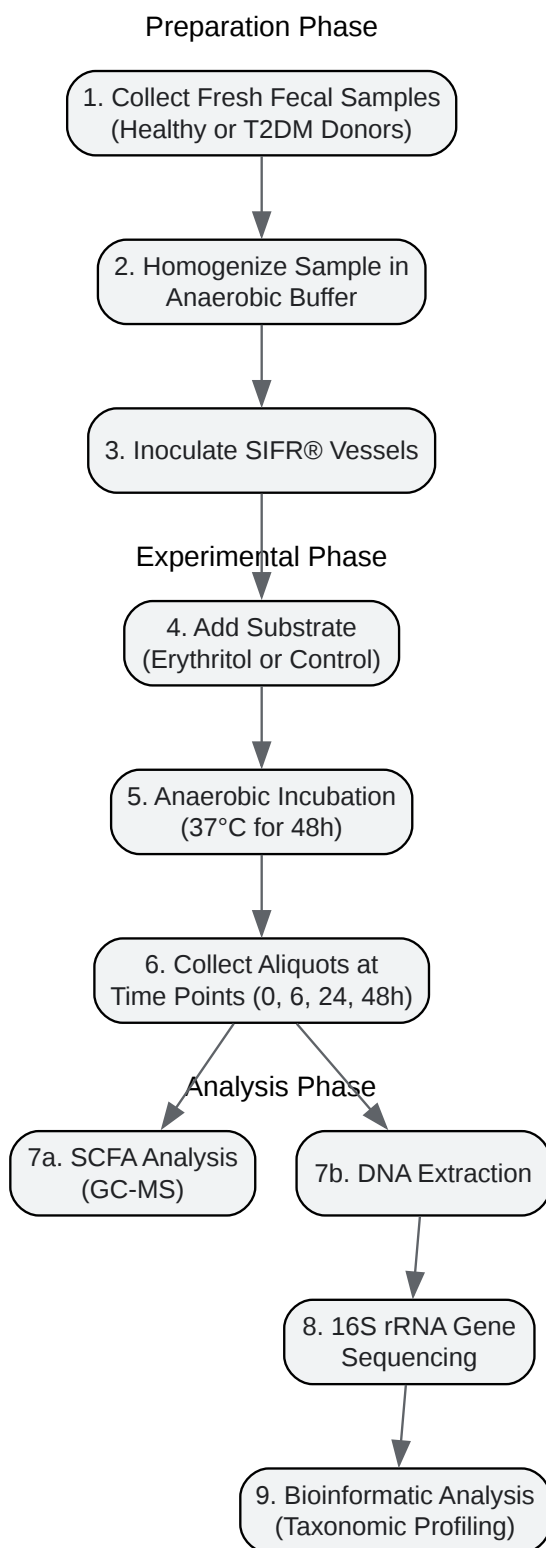 Preparation Phase
1. Collect Fresh Fecal Samples
(Healthy or T2DM Donors)
2. Homogenize Sample in
Anaerobic Buffer
3. Inoculate SIFR® Vessels
Experimental Phase
4. Add Substrate
(Erythritol or Control)
5. Anaerobic Incubation
(37°C for 48h)
6. Collect Aliquots at
Time Points (0, 6, 24, 48h)
Analysis Phase
7a. SCFA Analysis
(GC-MS)
7b. DNA Extraction
8. 16S rRNA Gene
Sequencing
9. Bioinformatic Analysis
(Taxonomic Profiling)